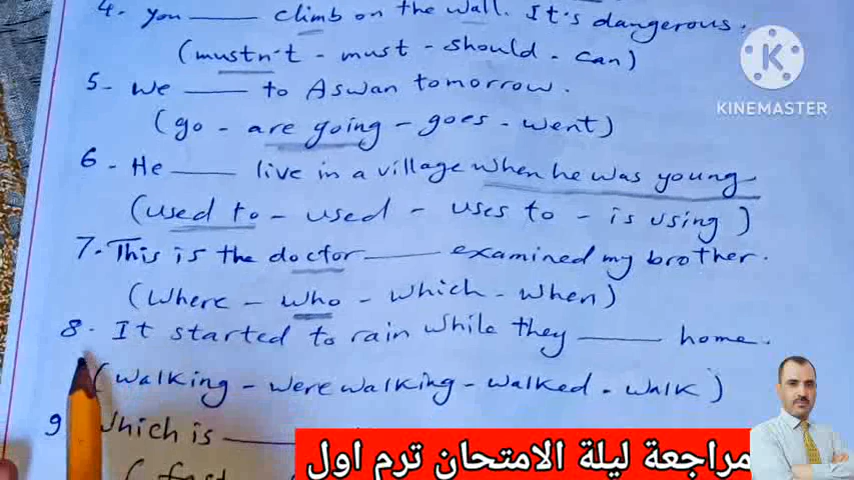 4. you ______ climb on the wall. It's dangerous.
(mustn't - must - should - can)
5- We ______ to Aswan tomorrow.
(go - are going - goes - went)
6 - He ______ live in a village when he was young
(used to - used - uses to - is using)
7. This is the doctor ______ examined my brother.
(Where - who - which - when)
8. It started to rain while they ______ home.
(walking - were walking - walked - walk)
9 Which is ______
(fast
K
KINEMASTER
مراجعة ليلة الامتحان ترم اول